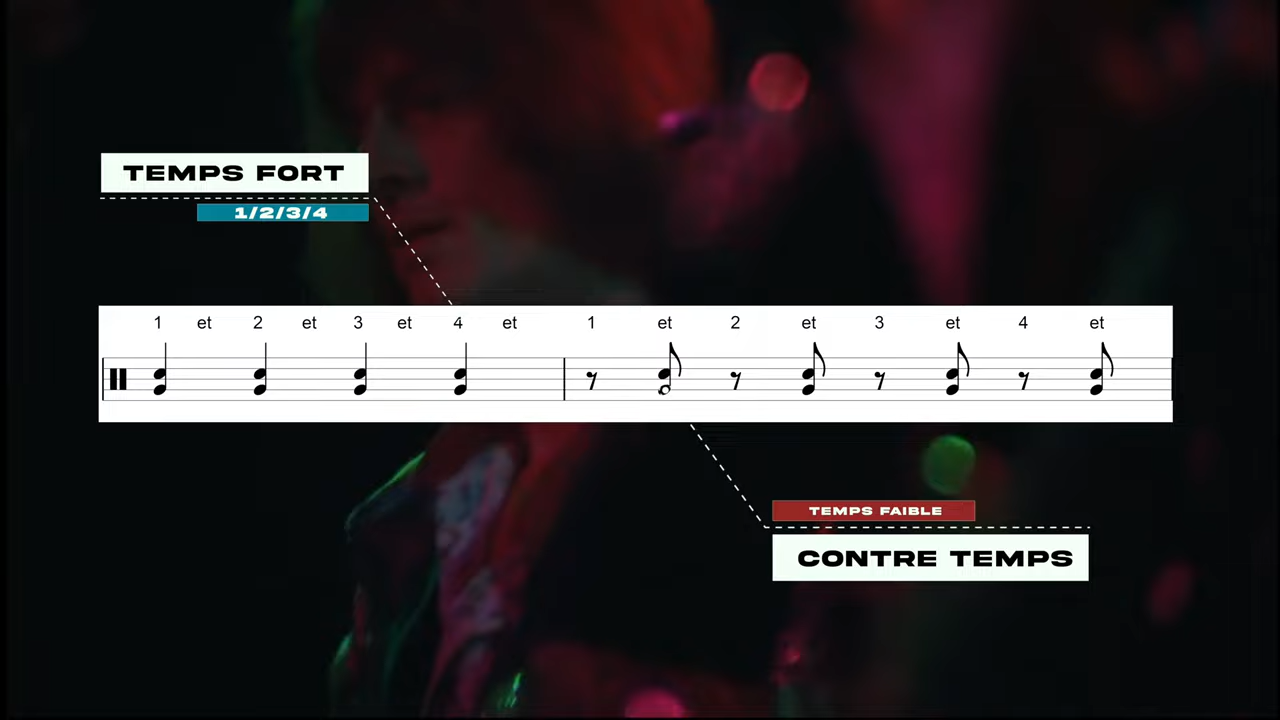 TEMPS FORT
1/2/3/4
1 et 2 et 3 et 4 et 1 et 2 et 3 et 4 et
TEMPS FAIBLE
CONTRE TEMPS